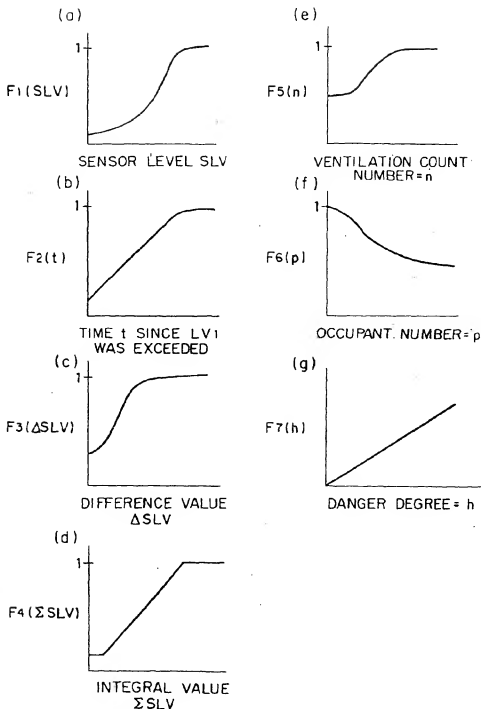 (a)
1
F1(SLV)
SENSOR LEVEL SLV
(b)
1
F2(t)
TIME t SINCE LV1
WAS EXCEEDED
(c)
1
F3(ΔSLV)
DIFFERENCE VALUE
ΔSLV
(d)
1
F4(ΣSLV)
INTEGRAL VALUE
ΣSLV
(e)
1
F5(n)
VENTILATION COUNT
NUMBER=n
(f)
1
F6(p)
OCCUPANT NUMBER=p
(g)
F7(h)
DANGER DEGREE=h